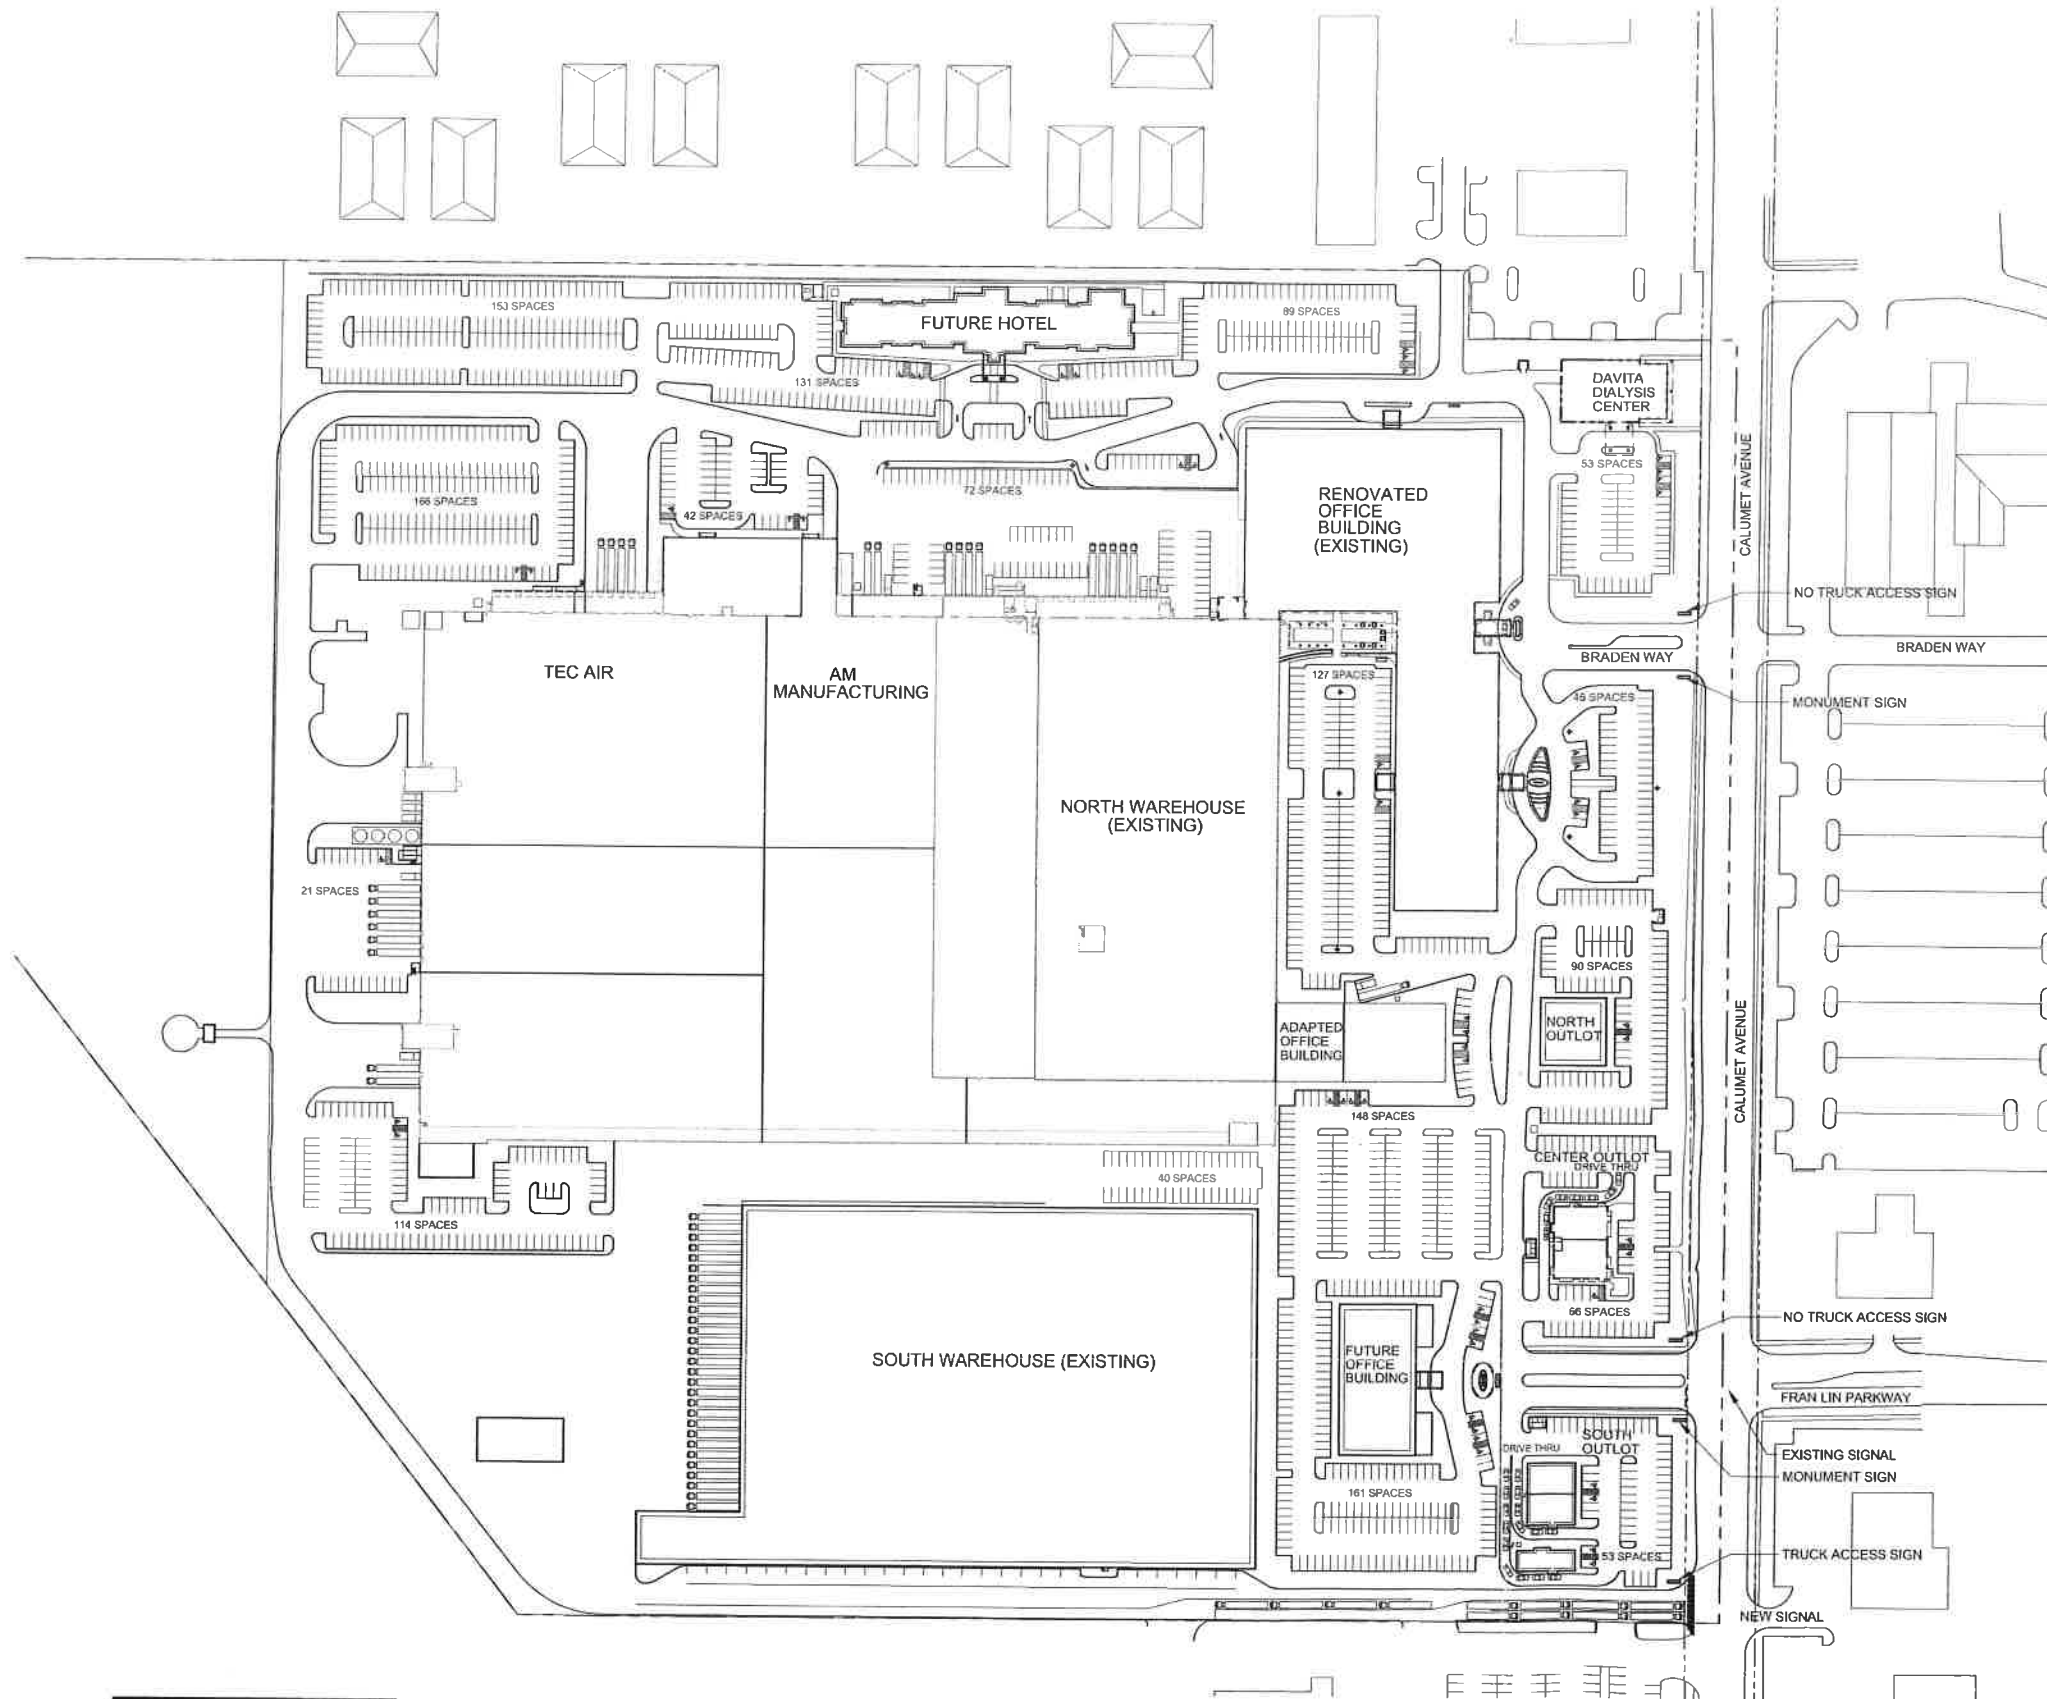 153 SPACES
FUTURE HOTEL
89 SPACES
131 SPACES
DAVITA
DIALYSIS
CENTER
53 SPACES
CALUMET AVENUE
166 SPACES
42 SPACES
72 SPACES
RENOVATED
OFFICE
BUILDING
(EXISTING)
NO TRUCK ACCESS SIGN
BRADEN WAY
BRADEN WAY
TEC AIR
AM
MANUFACTURING
127 SPACES
46 SPACES
MONUMENT SIGN
NORTH WAREHOUSE
(EXISTING)
21 SPACES
90 SPACES
NORTH
OUTLOT
ADAPTED
OFFICE
BUILDING
CALUMET AVENUE
148 SPACES
CENTER OUTLOT
DRIVE THRU
40 SPACES
114 SPACES
66 SPACES
NO TRUCK ACCESS SIGN
SOUTH WAREHOUSE (EXISTING)
FUTURE
OFFICE
BUILDING
FRAN LIN PARKWAY
SOUTH
OUTLOT
DRIVE THRU
EXISTING SIGNAL
MONUMENT SIGN
161 SPACES
53 SPACES
TRUCK ACCESS SIGN
NEW SIGNAL